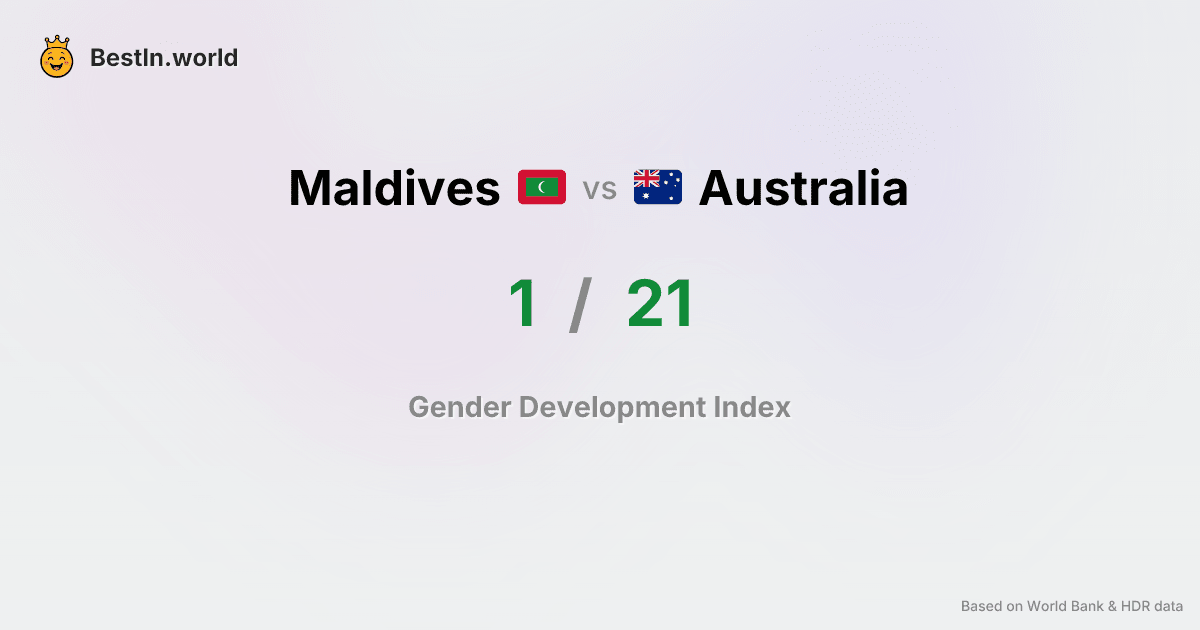 BestIn.world
Maldives vs Australia
1 / 21
Gender Development Index
Based on World Bank & HDR data